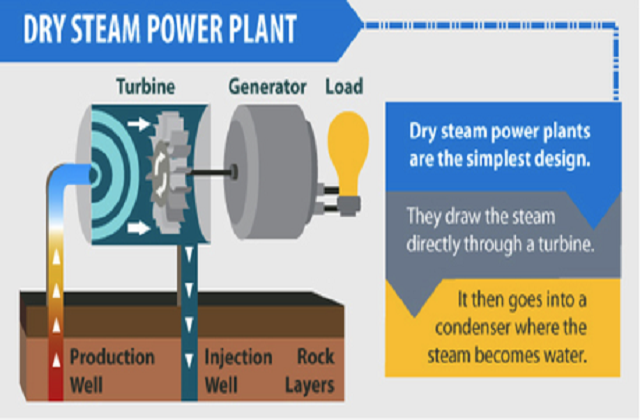 DRY STEAM POWER PLANT
Turbine
Generator
Load
Dry steam power plants
are the simplest design.
They draw the steam
directly through a turbine.
It then goes into a
condenser where the
steam becomes water.
Production
Well
Injection
Well
Rock
Layers